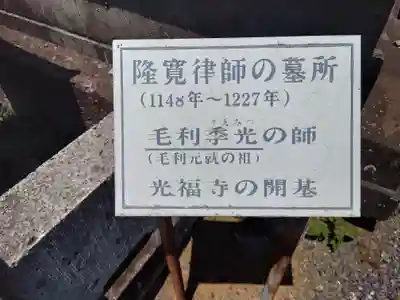 隆寛律師の墓所
(1148年〜1227年)
すえみつ
毛利季光の師
(毛利元就の祖)
光福寺の開基